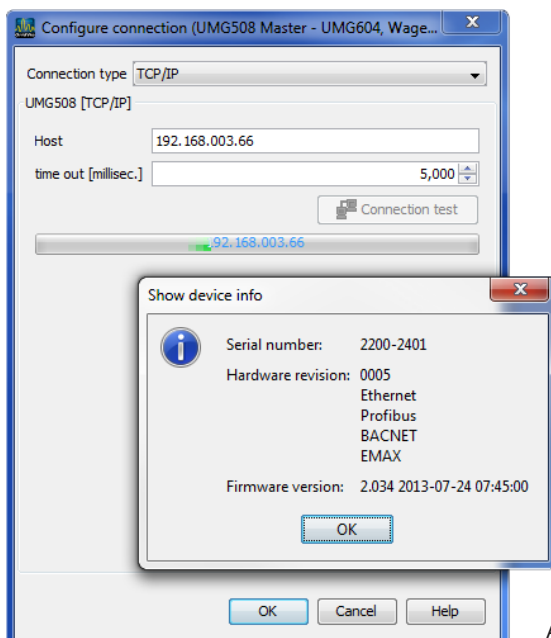 Configure connection (UMG508 Master - UMG604, Wage...
Connection type TCP/IP
UMG508 [TCP/IP]
Host 192.168.003.66
time out [millisec.] 5,000
Connection test
92.168.003.66
Show device info
Serial number: 2200-2401
Hardware revision: 0005
Ethernet
Profibus
BACNET
EMAX
Firmware version: 2.034 2013-07-24 07:45:00
OK
OK Cancel Help